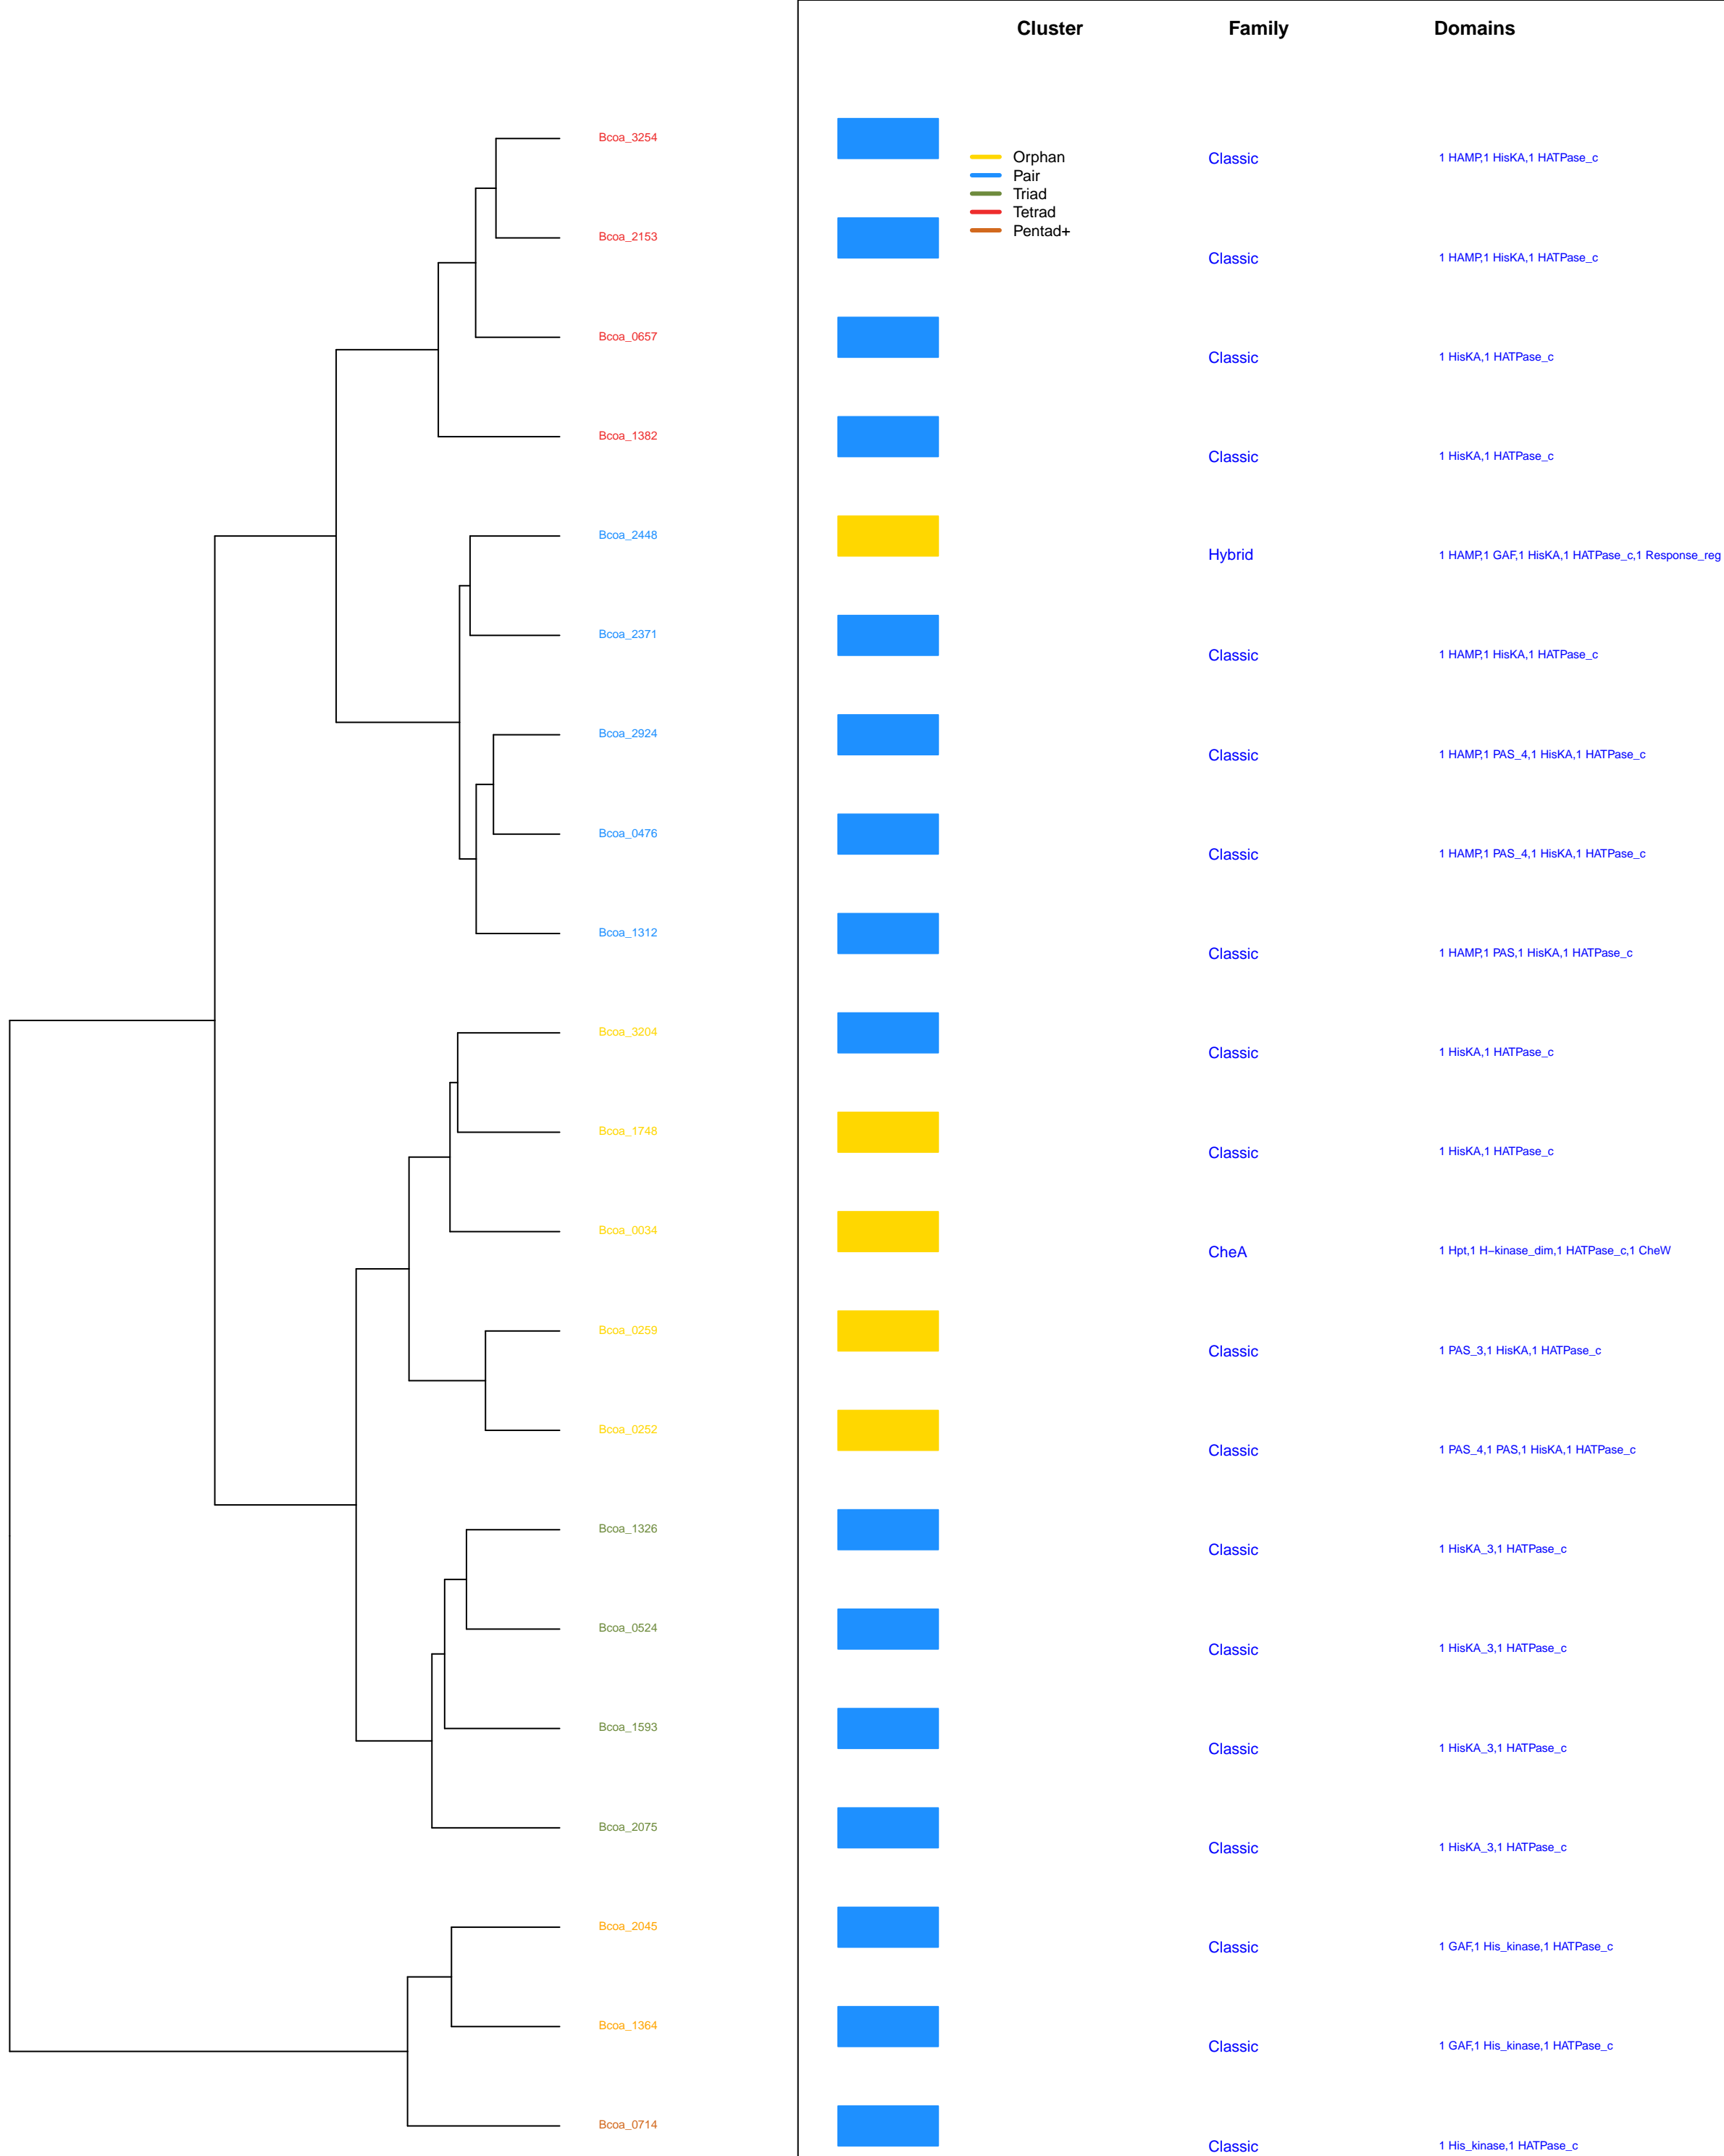 Cluster Family Domains
Bcoa_3254
Orphan
Classic 1 HAMP,1 HisKA,1 HATPase_c
Pair
Triad
Tetrad
Pentad+
Bcoa_2153
Classic 1 HAMP,1 HisKA,1 HATPase_c
Bcoa_0657
Classic 1 HisKA,1 HATPase_c
Bcoa_1382
Classic 1 HisKA,1 HATPase_c
Bcoa_2448
Hybrid 1 HAMP,1 GAF,1 HisKA,1 HATPase_c,1 Response_reg
Bcoa_2371
Classic 1 HAMP,1 HisKA,1 HATPase_c
Bcoa_2924
Classic 1 HAMP,1 PAS_4,1 HisKA,1 HATPase_c
Bcoa_0476
Classic 1 HAMP,1 PAS_4,1 HisKA,1 HATPase_c
Bcoa_1312
Classic 1 HAMP,1 PAS,1 HisKA,1 HATPase_c
Bcoa_3204
Classic 1 HisKA,1 HATPase_c
Bcoa_1748
Classic 1 HisKA,1 HATPase_c
Bcoa_0034
CheA 1 Hpt,1 H−kinase_dim,1 HATPase_c,1 CheW
Bcoa_0259
Classic 1 PAS_3,1 HisKA,1 HATPase_c
Bcoa_0252
Classic 1 PAS_4,1 PAS,1 HisKA,1 HATPase_c
Bcoa_1326
Classic 1 HisKA_3,1 HATPase_c
Bcoa_0524
Classic 1 HisKA_3,1 HATPase_c
Bcoa_1593
Classic 1 HisKA_3,1 HATPase_c
Bcoa_2075
Classic 1 HisKA_3,1 HATPase_c
Bcoa_2045
Classic 1 GAF,1 His_kinase,1 HATPase_c
Bcoa_1364
Classic 1 GAF,1 His_kinase,1 HATPase_c
Bcoa_0714
Classic 1 His_kinase,1 HATPase_c